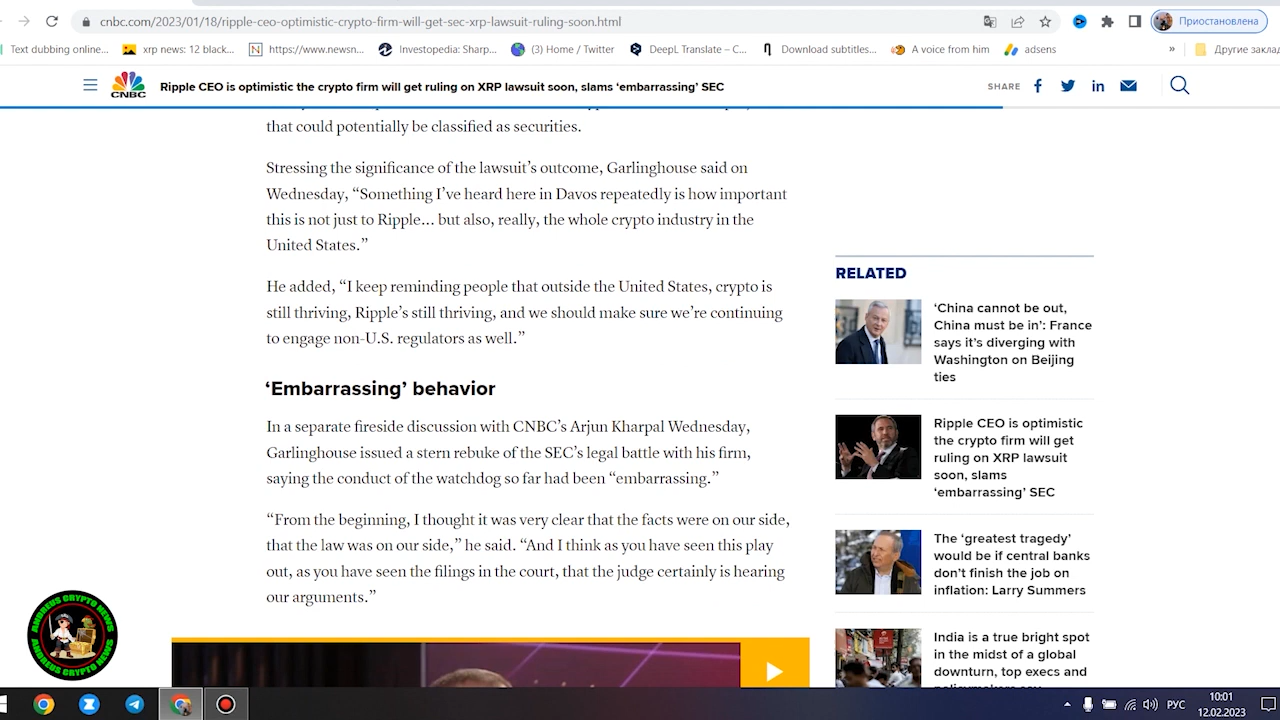 cnbc.com/2023/01/18/ripple-ceo-optimistic-crypto-firm-will-get-sec-xrp-lawsuit-ruling-soon.html
Приостановлена
Text dubbing online...
xrp news: 12 black...
https://www.newsn...
Investopedia: Sharp...
(3) Home / Twitter
DeepL Translate – C...
Download subtitles...
A voice from him
adsens
»
Другие закла
CNBC
Ripple CEO is optimistic the crypto firm will get ruling on XRP lawsuit soon, slams ‘embarrassing’ SEC
SHARE
that could potentially be classified as securities.
Stressing the significance of the lawsuit’s outcome, Garlinghouse said on
Wednesday, “Something I’ve heard here in Davos repeatedly is how important
this is not just to Ripple… but also, really, the whole crypto industry in the
United States.”
He added, “I keep reminding people that outside the United States, crypto is
still thriving, Ripple’s still thriving, and we should make sure we’re continuing
to engage non-U.S. regulators as well.”
‘Embarrassing’ behavior
In a separate fireside discussion with CNBC’s Arjun Kharpal Wednesday,
Garlinghouse issued a stern rebuke of the SEC’s legal battle with his firm,
saying the conduct of the watchdog so far had been “embarrassing.”
“From the beginning, I thought it was very clear that the facts were on our side,
that the law was on our side,” he said. “And I think as you have seen this play
out, as you have seen the filings in the court, that the judge certainly is hearing
our arguments.”
RELATED
‘China cannot be out,
China must be in’: France
says it’s diverging with
Washington on Beijing
ties
Ripple CEO is optimistic
the crypto firm will get
ruling on XRP lawsuit
soon, slams
‘embarrassing’ SEC
The ‘greatest tragedy’
would be if central banks
don’t finish the job on
inflation: Larry Summers
India is a true bright spot
in the midst of a global
downturn, top execs and
ANDREUS CRYPTO NEWS
ANDREUS CRYPTO NEWS
РУС
10:01
12.02.2023